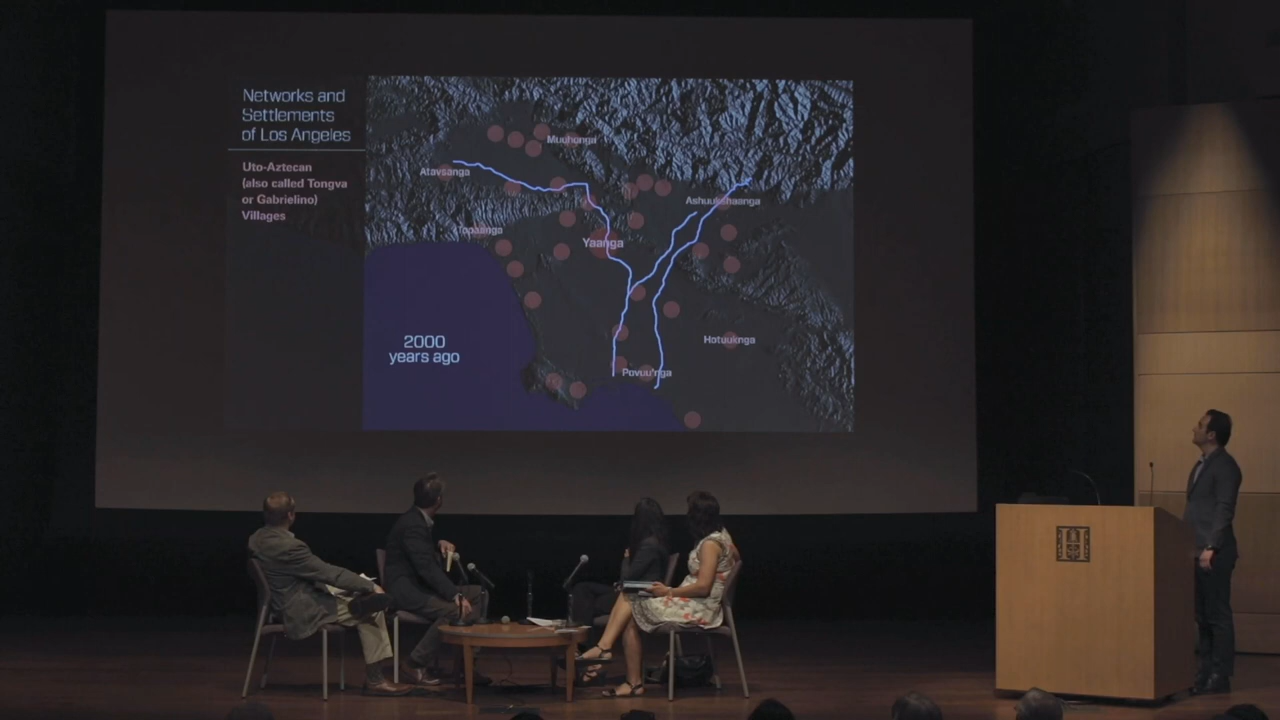 Networks and
Settlements
of Los Angeles
Uto-Aztecan
(also called Tongva
or Gabrielino)
Villages
Muuhonga
Atavsanga
Topaanga
Yaanga
2000
years ago
Hotuuknga
Povuu'nga
H